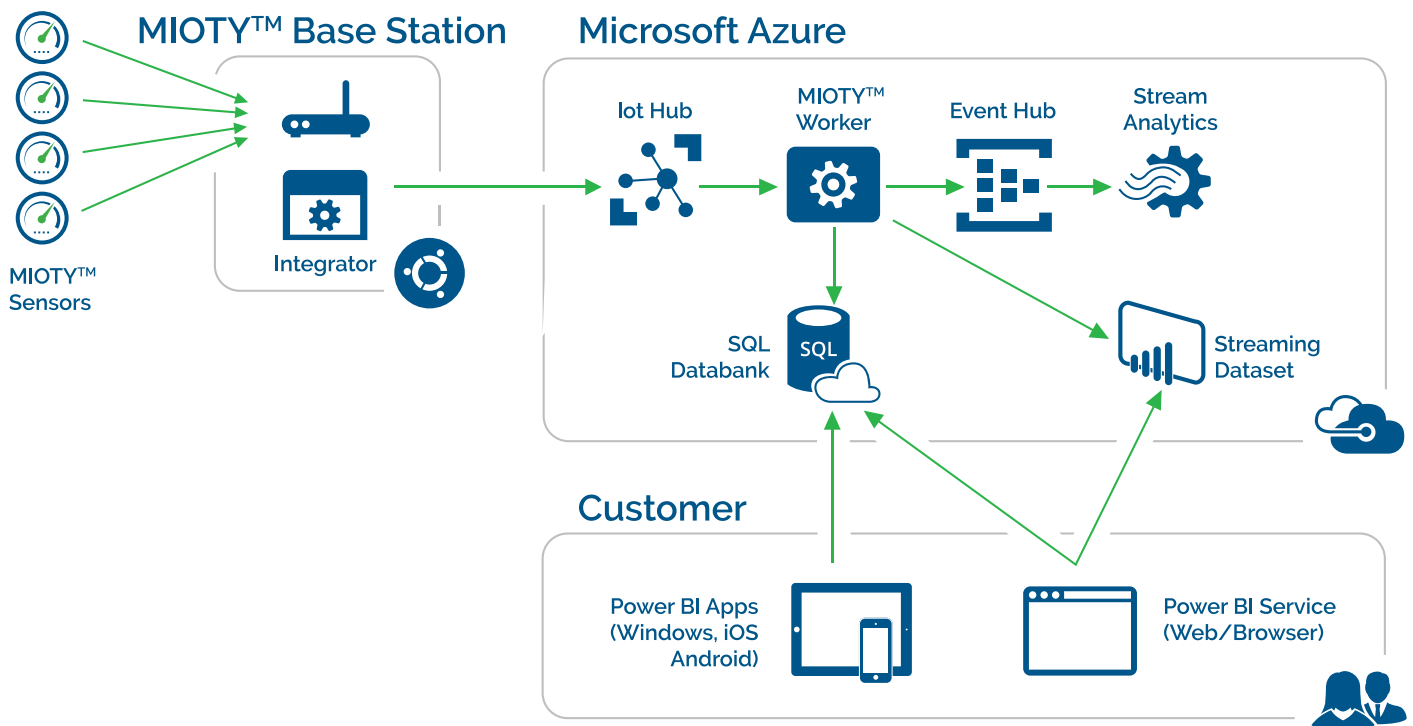 MIOTY™ Base Station
Microsoft Azure
Iot Hub
MIOTY™
Worker
Event Hub
Stream
Analytics
Integrator
MIOTY™
Sensors
SQL
Databank
SQL
Streaming
Dataset
Customer
Power BI Apps
(Windows, iOS
Android)
Power BI Service
(Web/Browser)